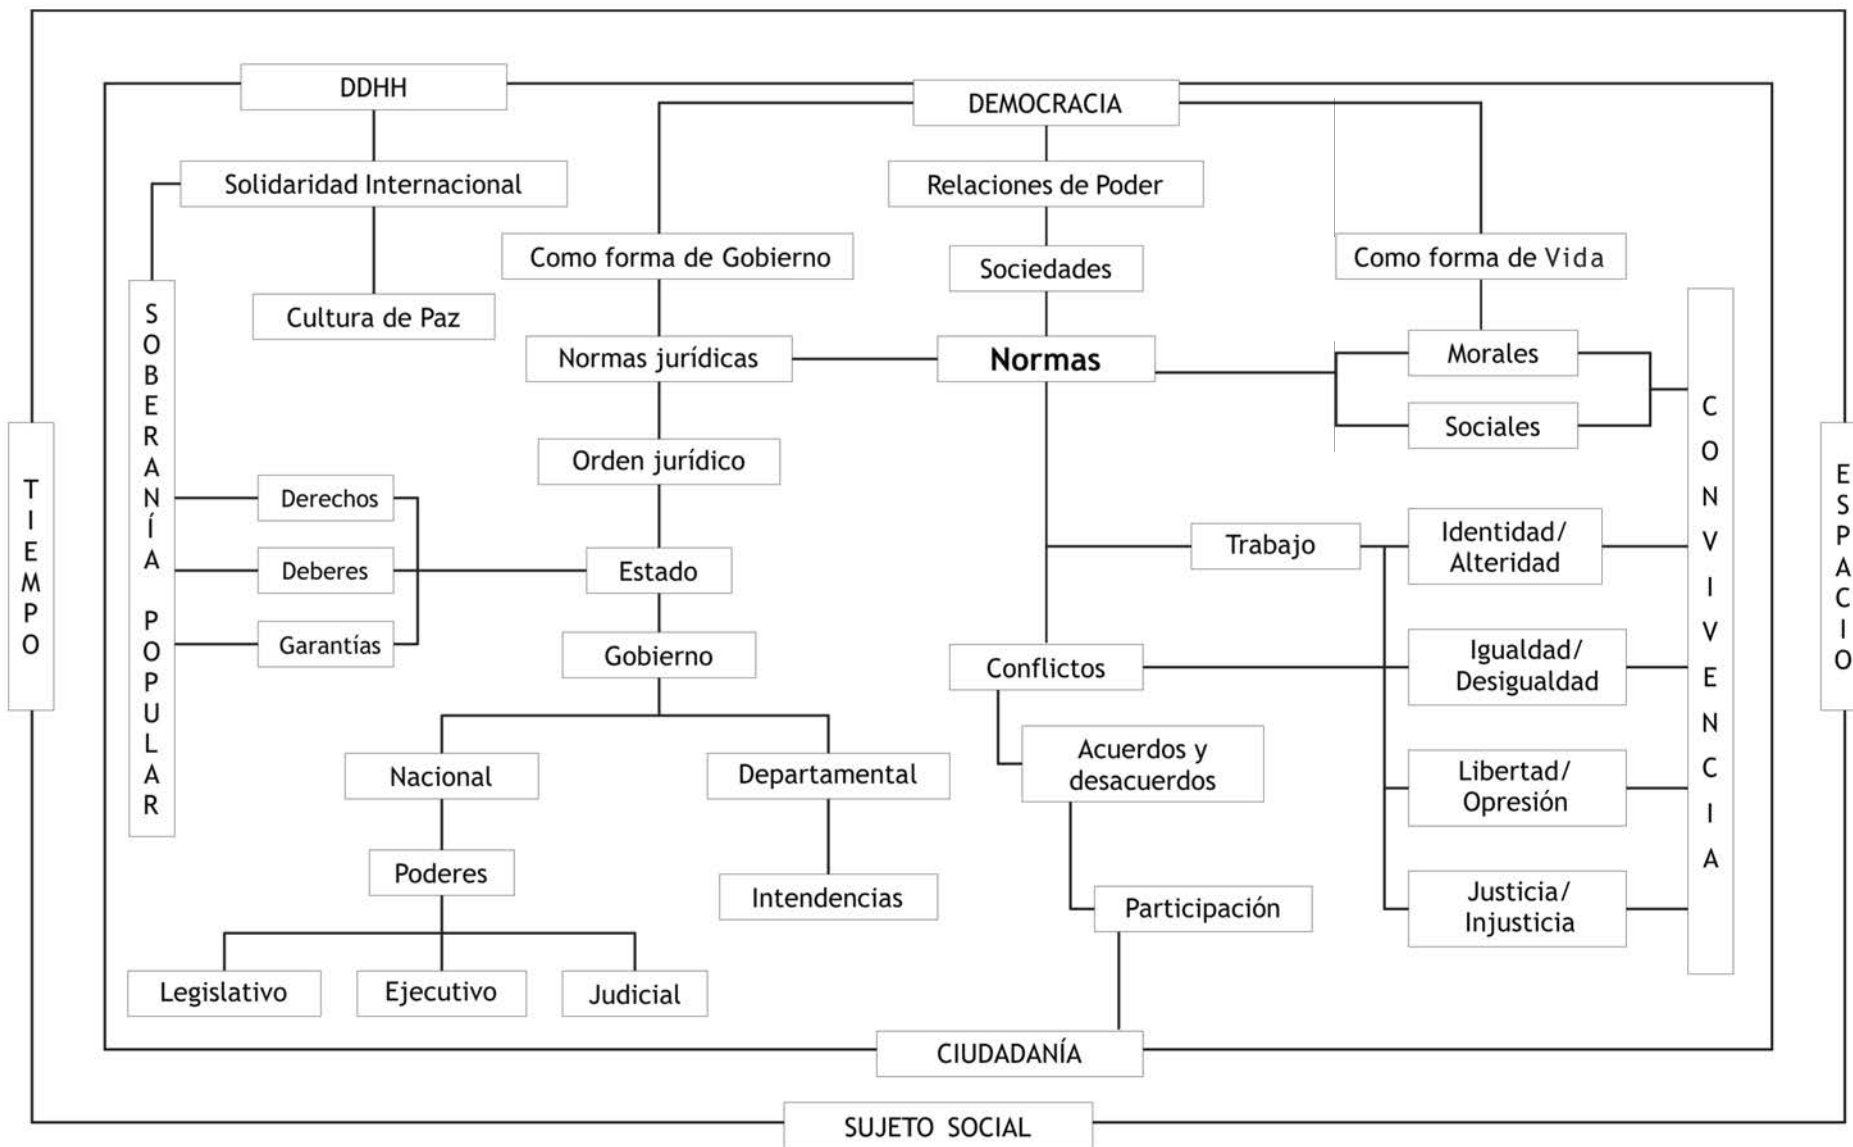 DDHH
DEMOCRACIA
Solidaridad Internacional
Relaciones de Poder
Como forma de Gobierno
Sociedades
Como forma de Vida
Cultura de Paz
Normas jurídicas
Normas
Morales
Sociales
SOBERANÍA POPULAR
CONVIVENCIA
TIEMPO
ESPACIO
Orden jurídico
Derechos
Deberes
Garantías
Estado
Gobierno
Trabajo
Identidad/
Alteridad
Conflictos
Igualdad/
Desigualdad
Acuerdos y
desacuerdos
Libertad/
Opresión
Nacional
Departamental
Poderes
Intendencias
Participación
Justicia/
Injusticia
Legislativo
Ejecutivo
Judicial
CIUDADANÍA
SUJETO SOCIAL